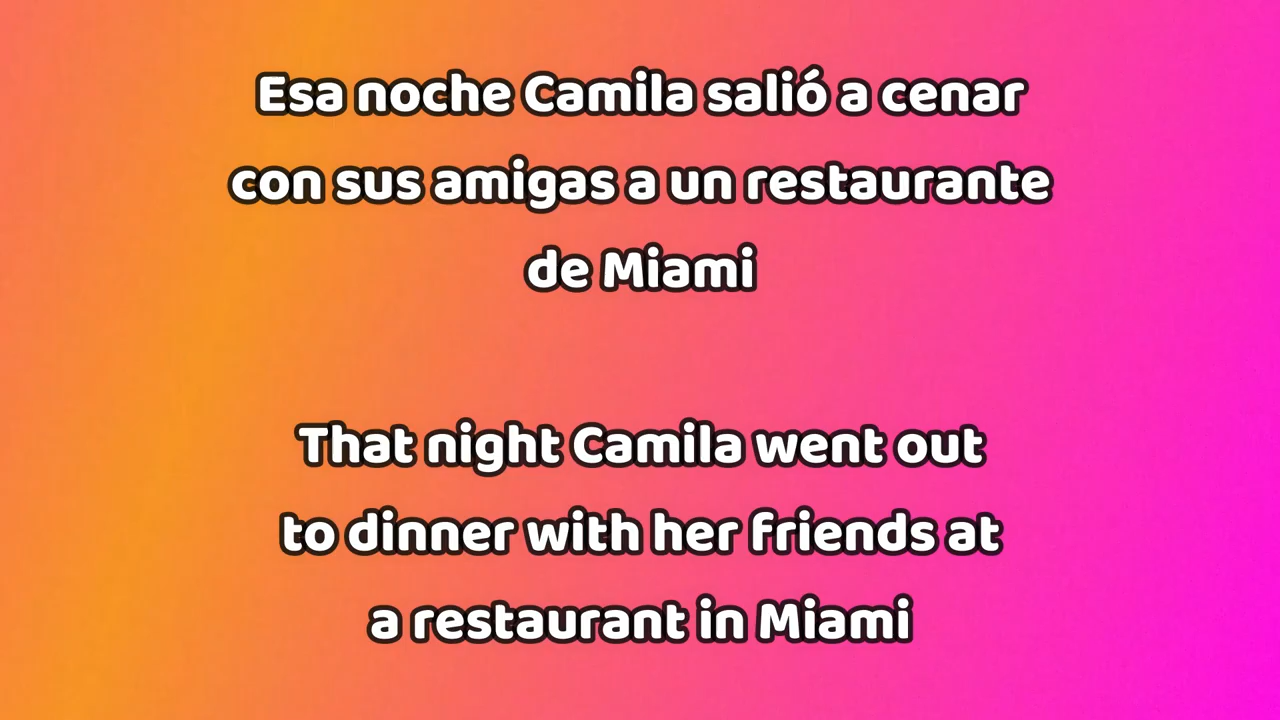 Esa noche Camila salió a cenar
con sus amigas a un restaurante
de Miami
That night Camila went out
to dinner with her friends at
a restaurant in Miami